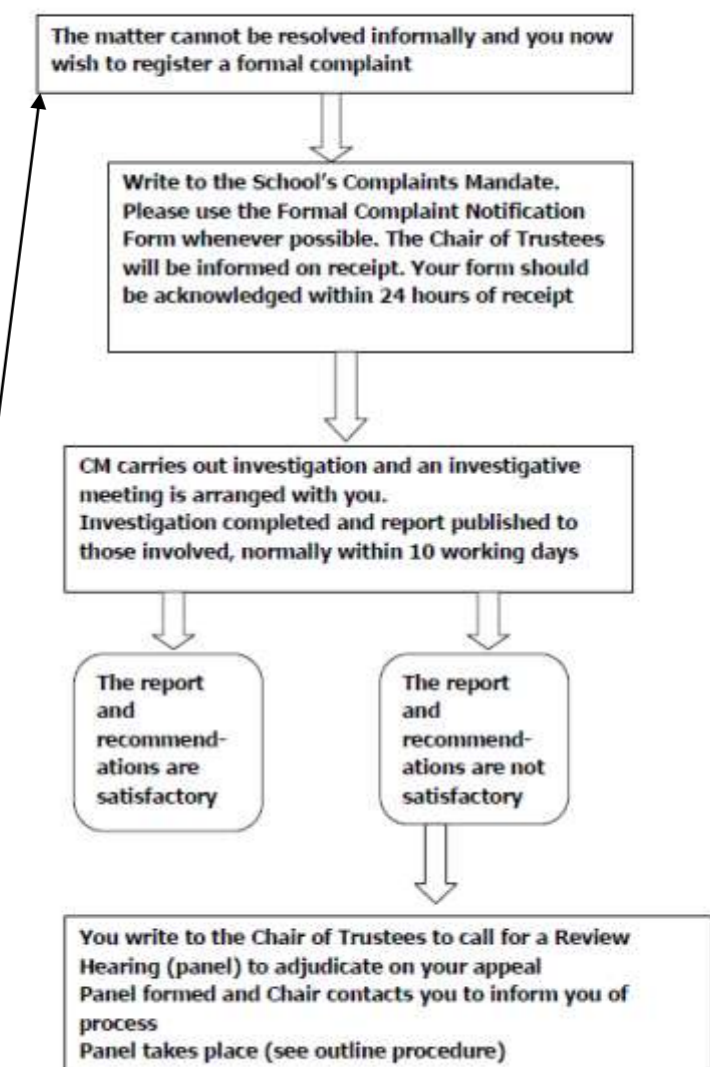 The matter cannot be resolved informally and you now
wish to register a formal complaint
Write to the School's Complaints Mandate.
Please use the Formal Complaint Notification
Form whenever possible. The Chair of Trustees
will be informed on receipt. Your form should
be acknowledged within 24 hours of receipt
CM carries out investigation and an investigative
meeting is arranged with you.
Investigation completed and report published to
those involved, normally within 10 working days
The report
and
recommend-
ations are
satisfactory
The report
and
recommend-
ations are not
satisfactory
You write to the Chair of Trustees to call for a Review
Hearing (panel) to adjudicate on your appeal
Panel formed and Chair contacts you to inform you of
process
Panel takes place (see outline procedure)